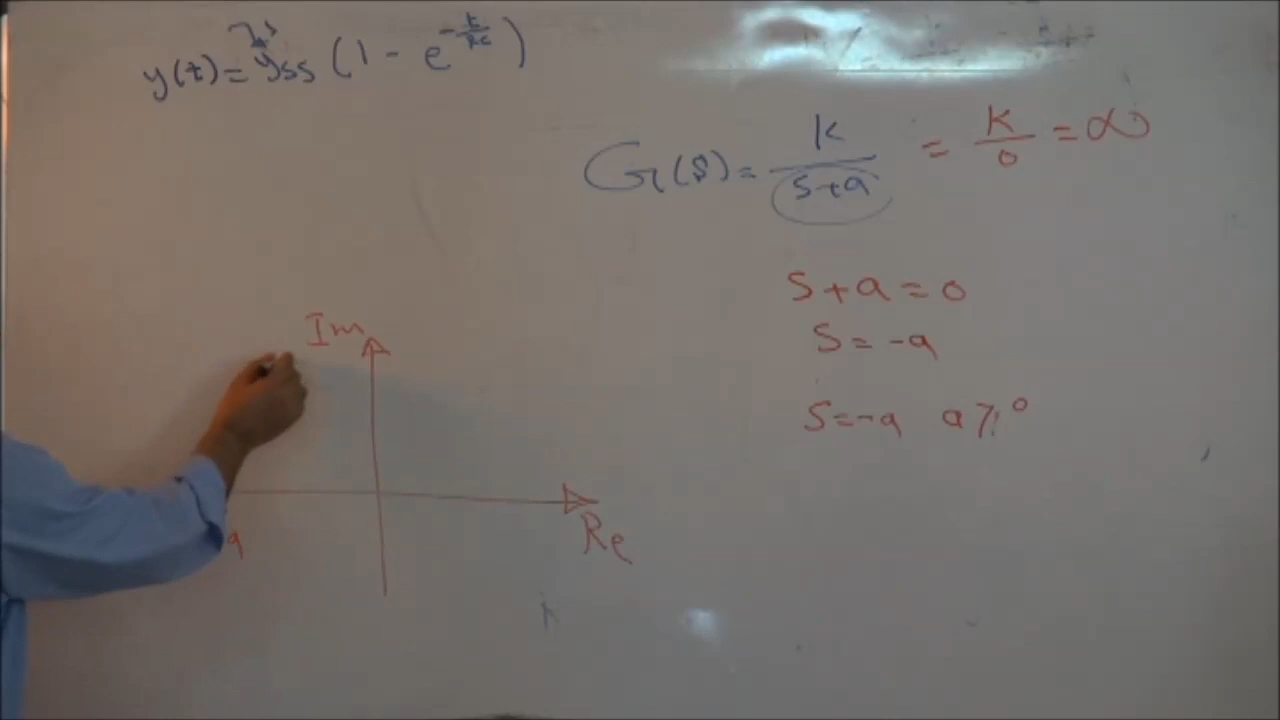 y(t) = yss (1 - e^{-t/Rc})
G(s) = K/(s+a) = K/0 = ∞
s+a = 0
s = -a
s = -a a ≥ 0
Im
Re
a